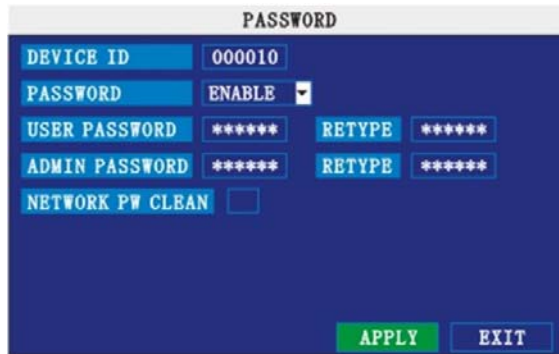 PASSWORD
DEVICE ID 000010
PASSWORD ENABLE
USER PASSWORD ****** RETYPE ******
ADMIN PASSWORD ****** RETYPE ******
NETWORK PW CLEAN
APPLY EXIT